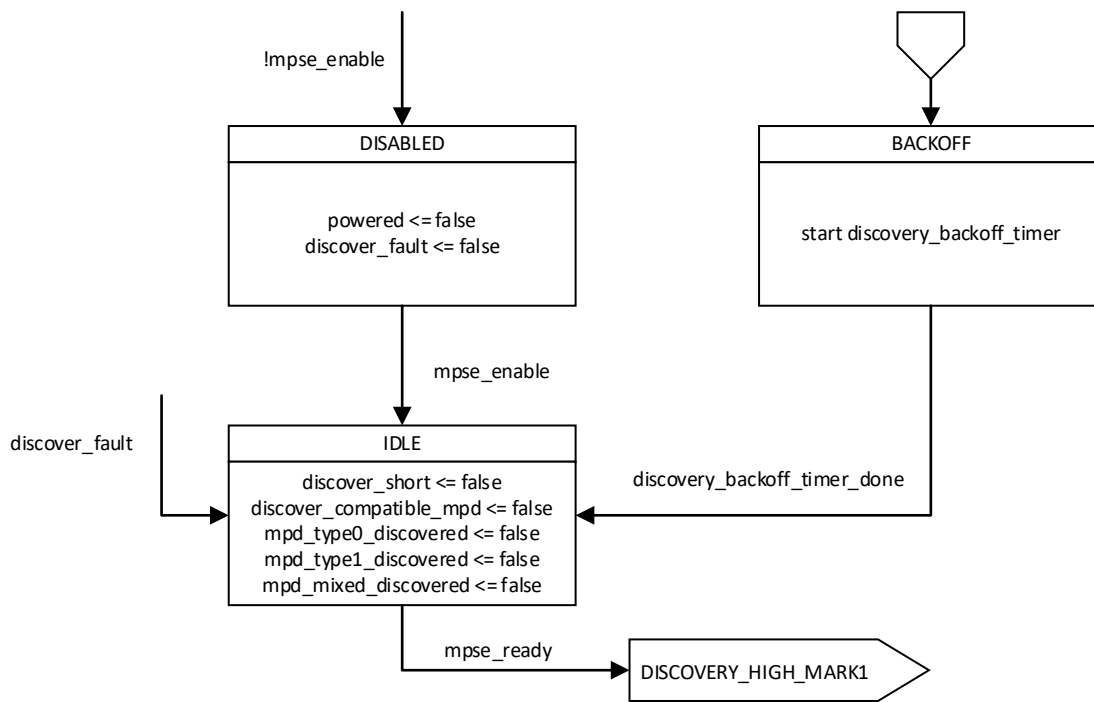 !mpse_enable
DISABLED
powered <= false
discover_fault <= false
BACKOFF
start discovery_backoff_timer
mpse_enable
discover_fault
IDLE
discover_short <= false
discover_compatible_mpd <= false
mpd_type0_discovered <= false
mpd_type1_discovered <= false
mpd_mixed_discovered <= false
discovery_backoff_timer_done
mpse_ready
DISCOVERY_HIGH_MARK1